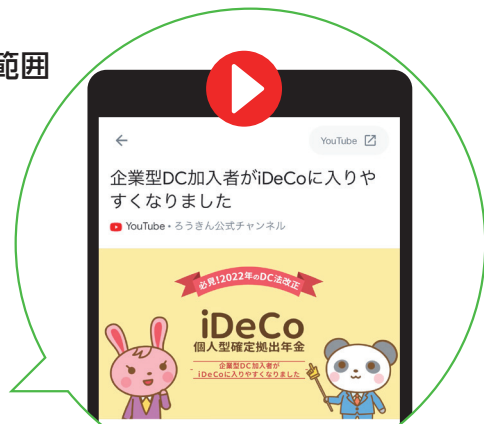 範囲
YouTube
企業型DC加入者がiDeCoに入りや
すくなりました
YouTube・ろうきん公式チャンネル
必見!2022年のDC法改正
iDeCo
個人型確定拠出年金
企業型DC加入者が
iDeCoに入りやすくなりました